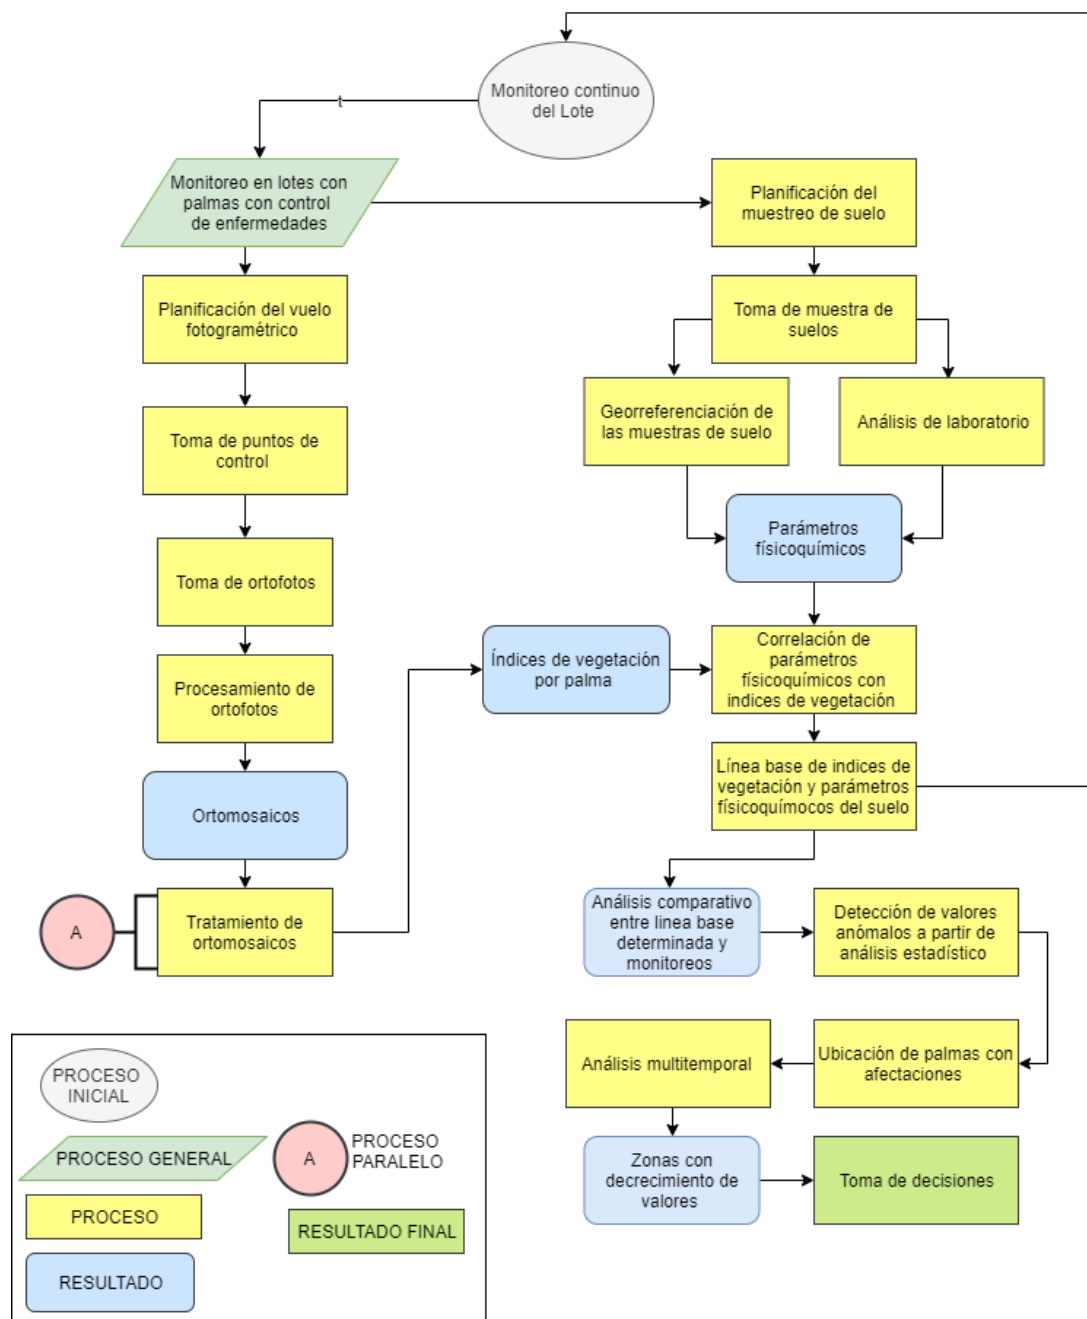 Monitoreo continuo
del Lote
t
Monitoreo en lotes con
palmas con control
de enfermedades
Planificación del
muestreo de suelo
Planificación del vuelo
fotogramétrico
Toma de muestra de
suelos
Toma de puntos de
control
Georreferenciación de
las muestras de suelo
Análisis de laboratorio
Toma de ortofotos
Parámetros
físicoquímicos
Procesamiento de
ortofotos
Índices de vegetación
por palma
Correlación de
parámetros
físicoquímicos con
indices de vegetación
Ortomosaicos
Línea base de indices de
vegetación y parámetros
físicoquímocos del suelo
A
Tratamiento de
ortomosaicos
Análisis comparativo
entre linea base
determinada y
monitoreos
Detección de valores
anómalos a partir de
análisis estadístico
Análisis multitemporal
Ubicación de palmas con
afectaciones
Zonas con
decrecimiento de
valores
Toma de decisiones
PROCESO
INICIAL
PROCESO GENERAL
A
PROCESO
PARALELO
PROCESO
RESULTADO FINAL
RESULTADO